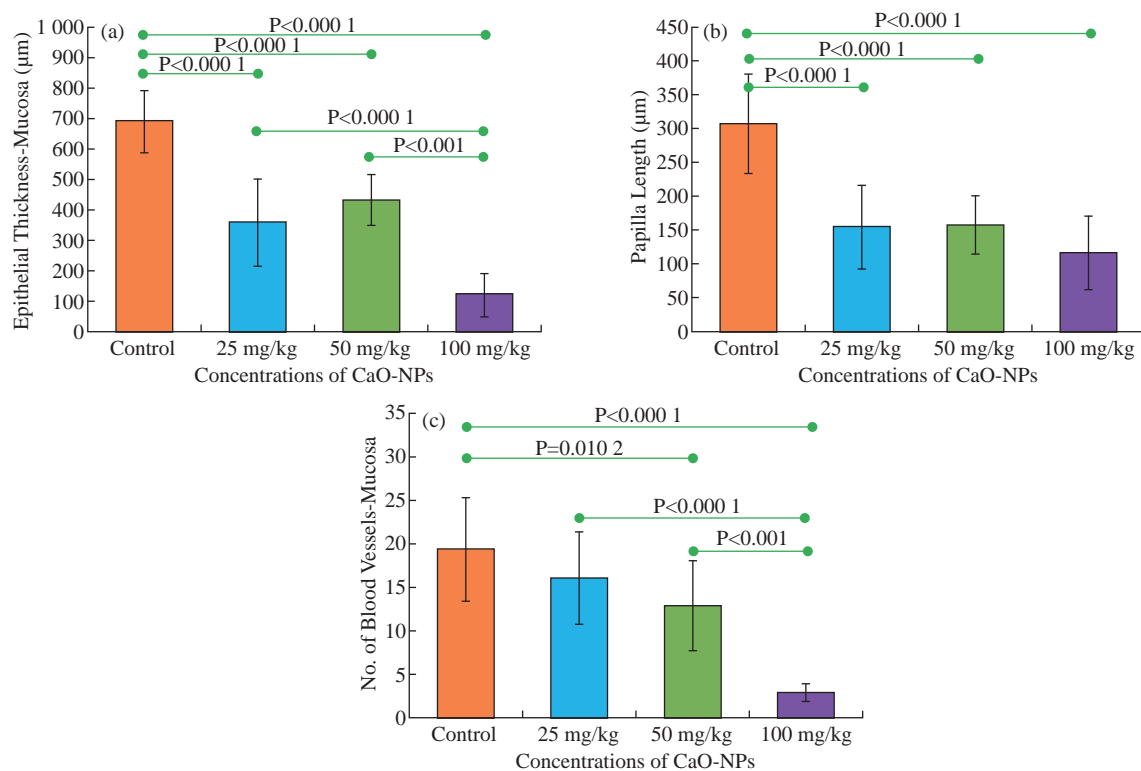 (a)
1 000
900
800
700
600
500
400
300
200
100
0
Epithelial Thickness-Mucosa (μm)
P<0.000 1
P<0.000 1
P<0.000 1
P<0.000 1
P<0.001
Control
25 mg/kg
50 mg/kg
100 mg/kg
Concentrations of CaO-NPs
(b)
450
400
350
300
250
200
150
100
50
0
Papilla Length (μm)
P<0.000 1
P<0.000 1
P<0.000 1
Control
25 mg/kg
50 mg/kg
100 mg/kg
Concentrations of CaO-NPs
(c)
35
30
25
20
15
10
5
0
No. of Blood Vessels-Mucosa
P<0.000 1
P=0.010 2
P<0.000 1
P<0.001
Control
25 mg/kg
50 mg/kg
100 mg/kg
Concentrations of CaO-NPs